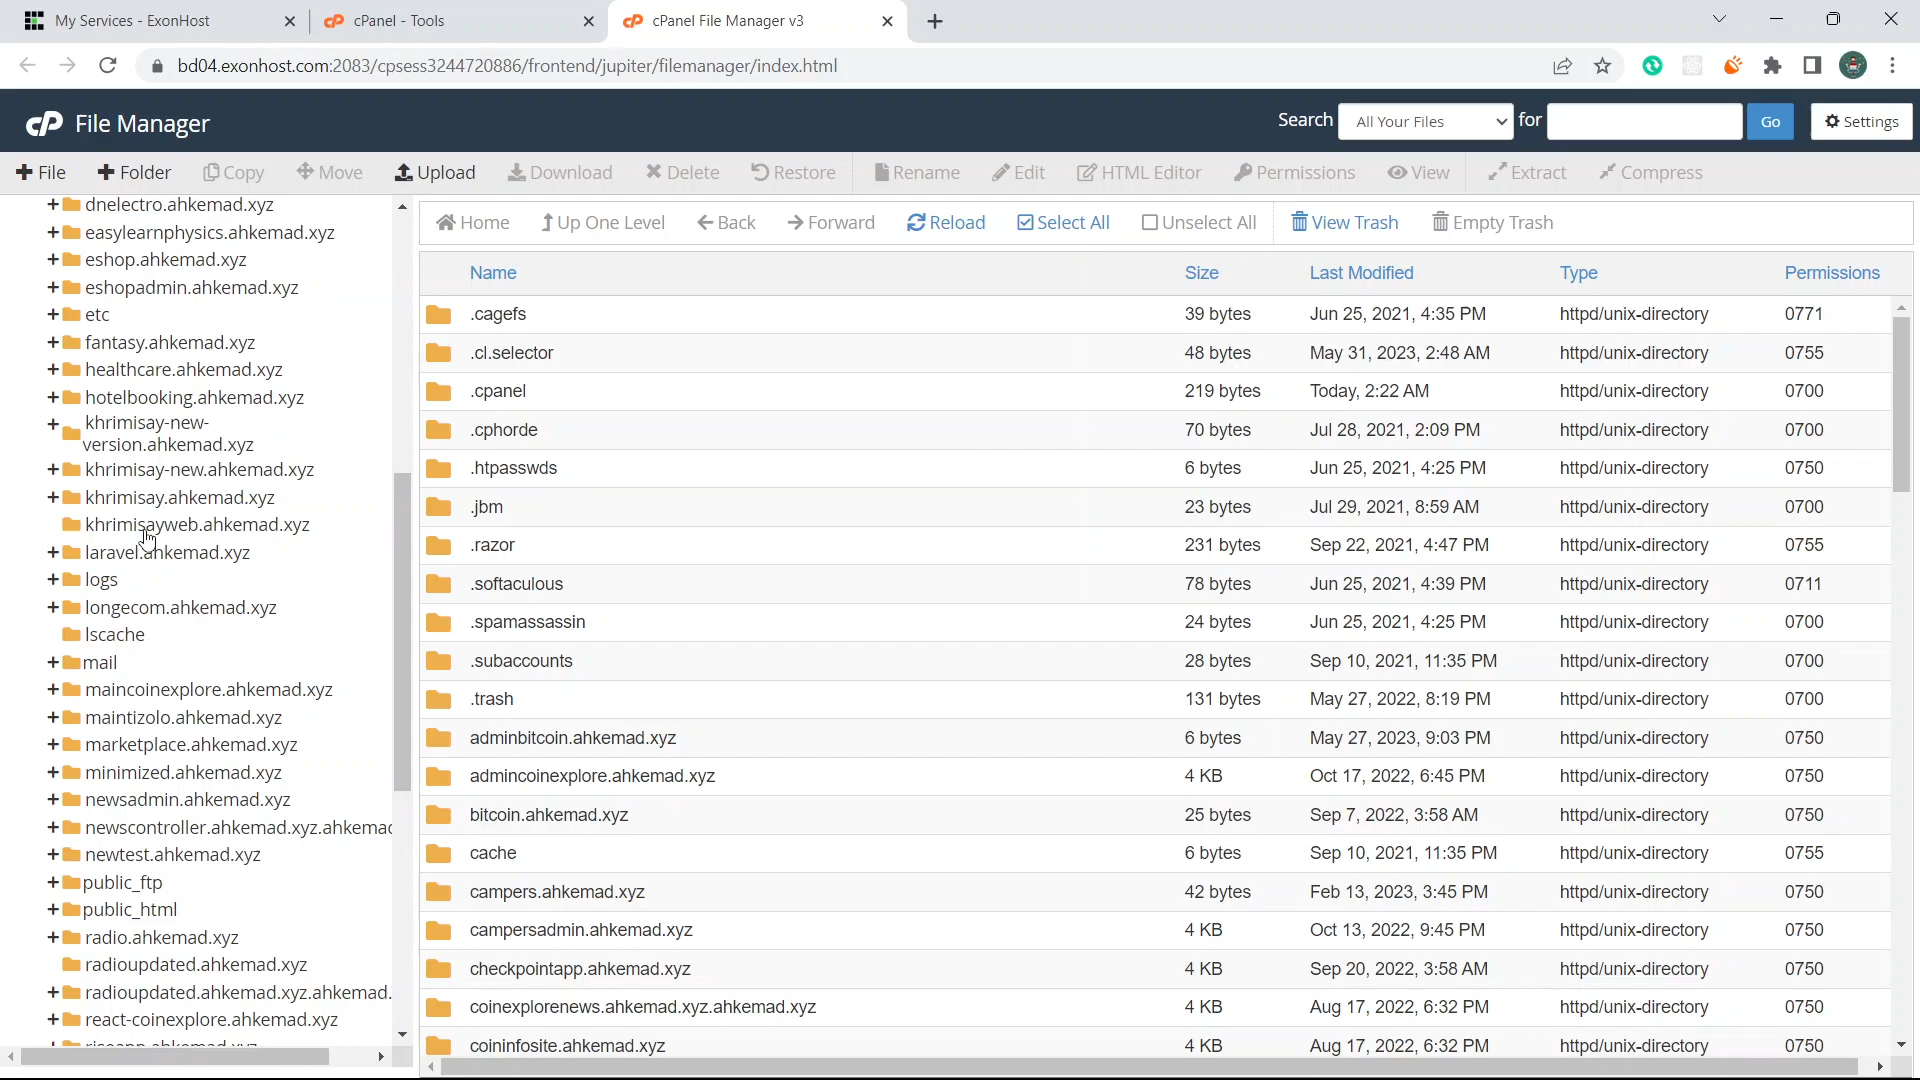 My Services - ExonHost
cPanel - Tools
cPanel File Manager v3
bd04.exonhost.com:2083/cpsess3244720886/frontend/jupiter/filemanager/index.html
cP File Manager
Search All Your Files for Go Settings
File Folder Copy Move Upload Download Delete Restore Rename Edit HTML Editor Permissions View Extract Compress
dnelectro.ahkemad.xyz
easylearnphysics.ahkemad.xyz
eshop.ahkemad.xyz
eshopadmin.ahkemad.xyz
etc
fantasy.ahkemad.xyz
healthcare.ahkemad.xyz
hotelbooking.ahkemad.xyz
khrimisay-new-
version.ahkemad.xyz
khrimisay-new.ahkemad.xyz
khrimisay.ahkemad.xyz
khrimisayweb.ahkemad.xyz
laravel.ahkemad.xyz
logs
longecom.ahkemad.xyz
lscache
mail
maincoinexplore.ahkemad.xyz
maintizolo.ahkemad.xyz
marketplace.ahkemad.xyz
minimized.ahkemad.xyz
newsadmin.ahkemad.xyz
newscontroller.ahkemad.xyz.ahkemad
newtest.ahkemad.xyz
public_ftp
public_html
radio.ahkemad.xyz
radioupdated.ahkemad.xyz
radioupdated.ahkemad.xyz.ahkemad.
react-coinexplore.ahkemad.xyz
Home Up One Level Back Forward Reload Select All Unselect All View Trash Empty Trash
Name Size Last Modified Type Permissions
.cagefs 39 bytes Jun 25, 2021, 4:35 PM httpd/unix-directory 0771
.cl.selector 48 bytes May 31, 2023, 2:48 AM httpd/unix-directory 0755
.cpanel 219 bytes Today, 2:22 AM httpd/unix-directory 0700
.cphorde 70 bytes Jul 28, 2021, 2:09 PM httpd/unix-directory 0700
.htpasswds 6 bytes Jun 25, 2021, 4:25 PM httpd/unix-directory 0750
.jbm 23 bytes Jul 29, 2021, 8:59 AM httpd/unix-directory 0700
.razor 231 bytes Sep 22, 2021, 4:47 PM httpd/unix-directory 0755
.softaculous 78 bytes Jun 25, 2021, 4:39 PM httpd/unix-directory 0711
.spamassassin 24 bytes Jun 25, 2021, 4:25 PM httpd/unix-directory 0700
.subaccounts 28 bytes Sep 10, 2021, 11:35 PM httpd/unix-directory 0700
.trash 131 bytes May 27, 2022, 8:19 PM httpd/unix-directory 0700
adminbitcoin.ahkemad.xyz 6 bytes May 27, 2023, 9:03 PM httpd/unix-directory 0750
admincoinexplore.ahkemad.xyz 4 KB Oct 17, 2022, 6:45 PM httpd/unix-directory 0750
bitcoin.ahkemad.xyz 25 bytes Sep 7, 2022, 3:58 AM httpd/unix-directory 0750
cache 6 bytes Sep 10, 2021, 11:35 PM httpd/unix-directory 0755
campers.ahkemad.xyz 42 bytes Feb 13, 2023, 3:45 PM httpd/unix-directory 0750
campersadmin.ahkemad.xyz 4 KB Oct 13, 2022, 9:45 PM httpd/unix-directory 0750
checkpointapp.ahkemad.xyz 4 KB Sep 20, 2022, 3:58 AM httpd/unix-directory 0750
coinexplorenews.ahkemad.xyz.ahkemad.xyz 4 KB Aug 17, 2022, 6:32 PM httpd/unix-directory 0750
coininfosite.ahkemad.xyz 4 KB Aug 17, 2022, 6:32 PM httpd/unix-directory 0750